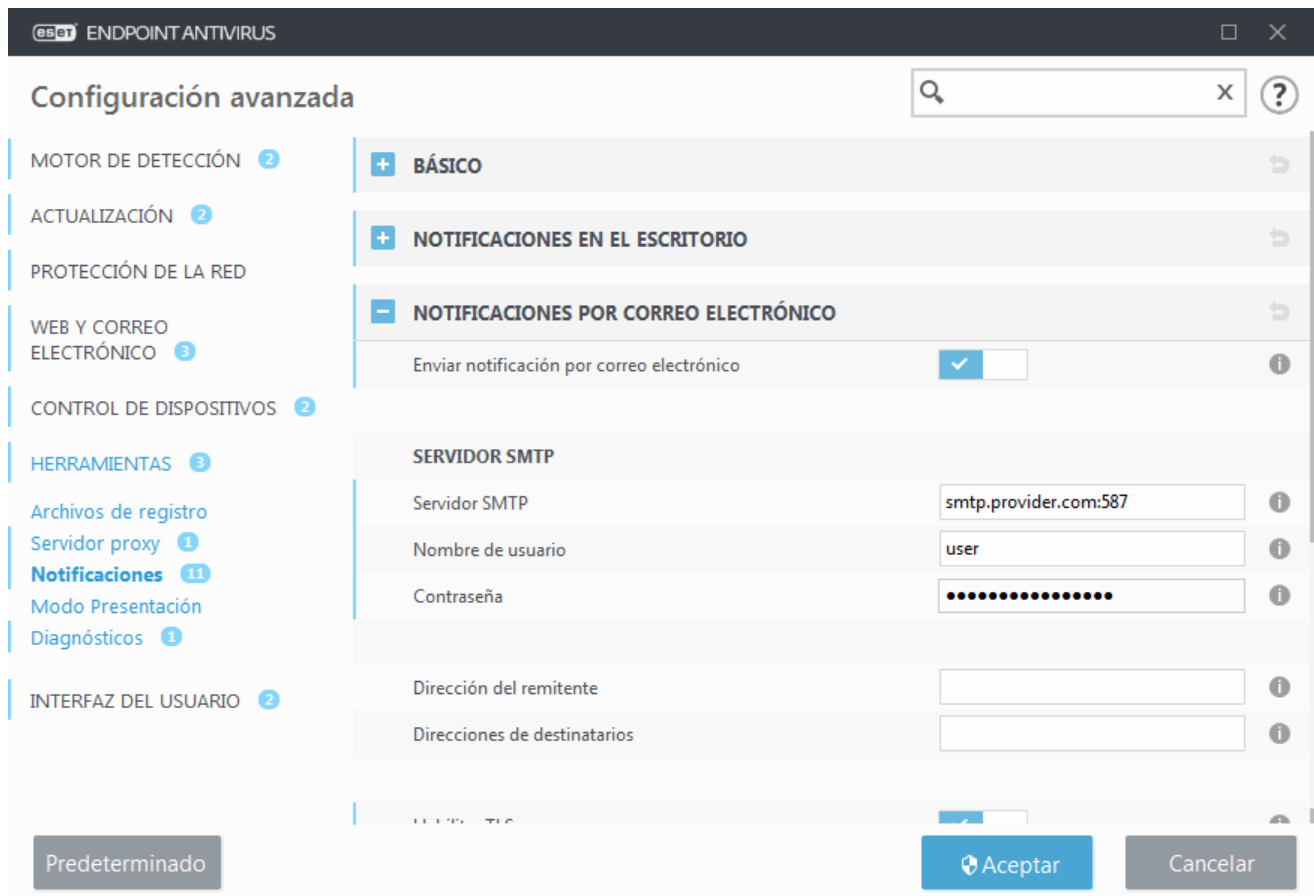 eset ENDPOINT ANTIVIRUS
Configuración avanzada
X
?
MOTOR DE DETECCIÓN 2
ACTUALIZACIÓN 2
PROTECCIÓN DE LA RED
WEB Y CORREO
ELECTRÓNICO 3
CONTROL DE DISPOSITIVOS 2
HERRAMIENTAS 3
Archivos de registro
Servidor proxy 1
Notificaciones 11
Modo Presentación
Diagnósticos 1
INTERFAZ DEL USUARIO 2
BÁSICO
NOTIFICACIONES EN EL ESCRITORIO
NOTIFICACIONES POR CORREO ELECTRÓNICO
Enviar notificación por correo electrónico
SERVIDOR SMTP
Servidor SMTP smtp.provider.com:587
Nombre de usuario user
Contraseña ••••••••••••••••
Dirección del remitente
Direcciones de destinatarios
Predeterminado
Aceptar
Cancelar